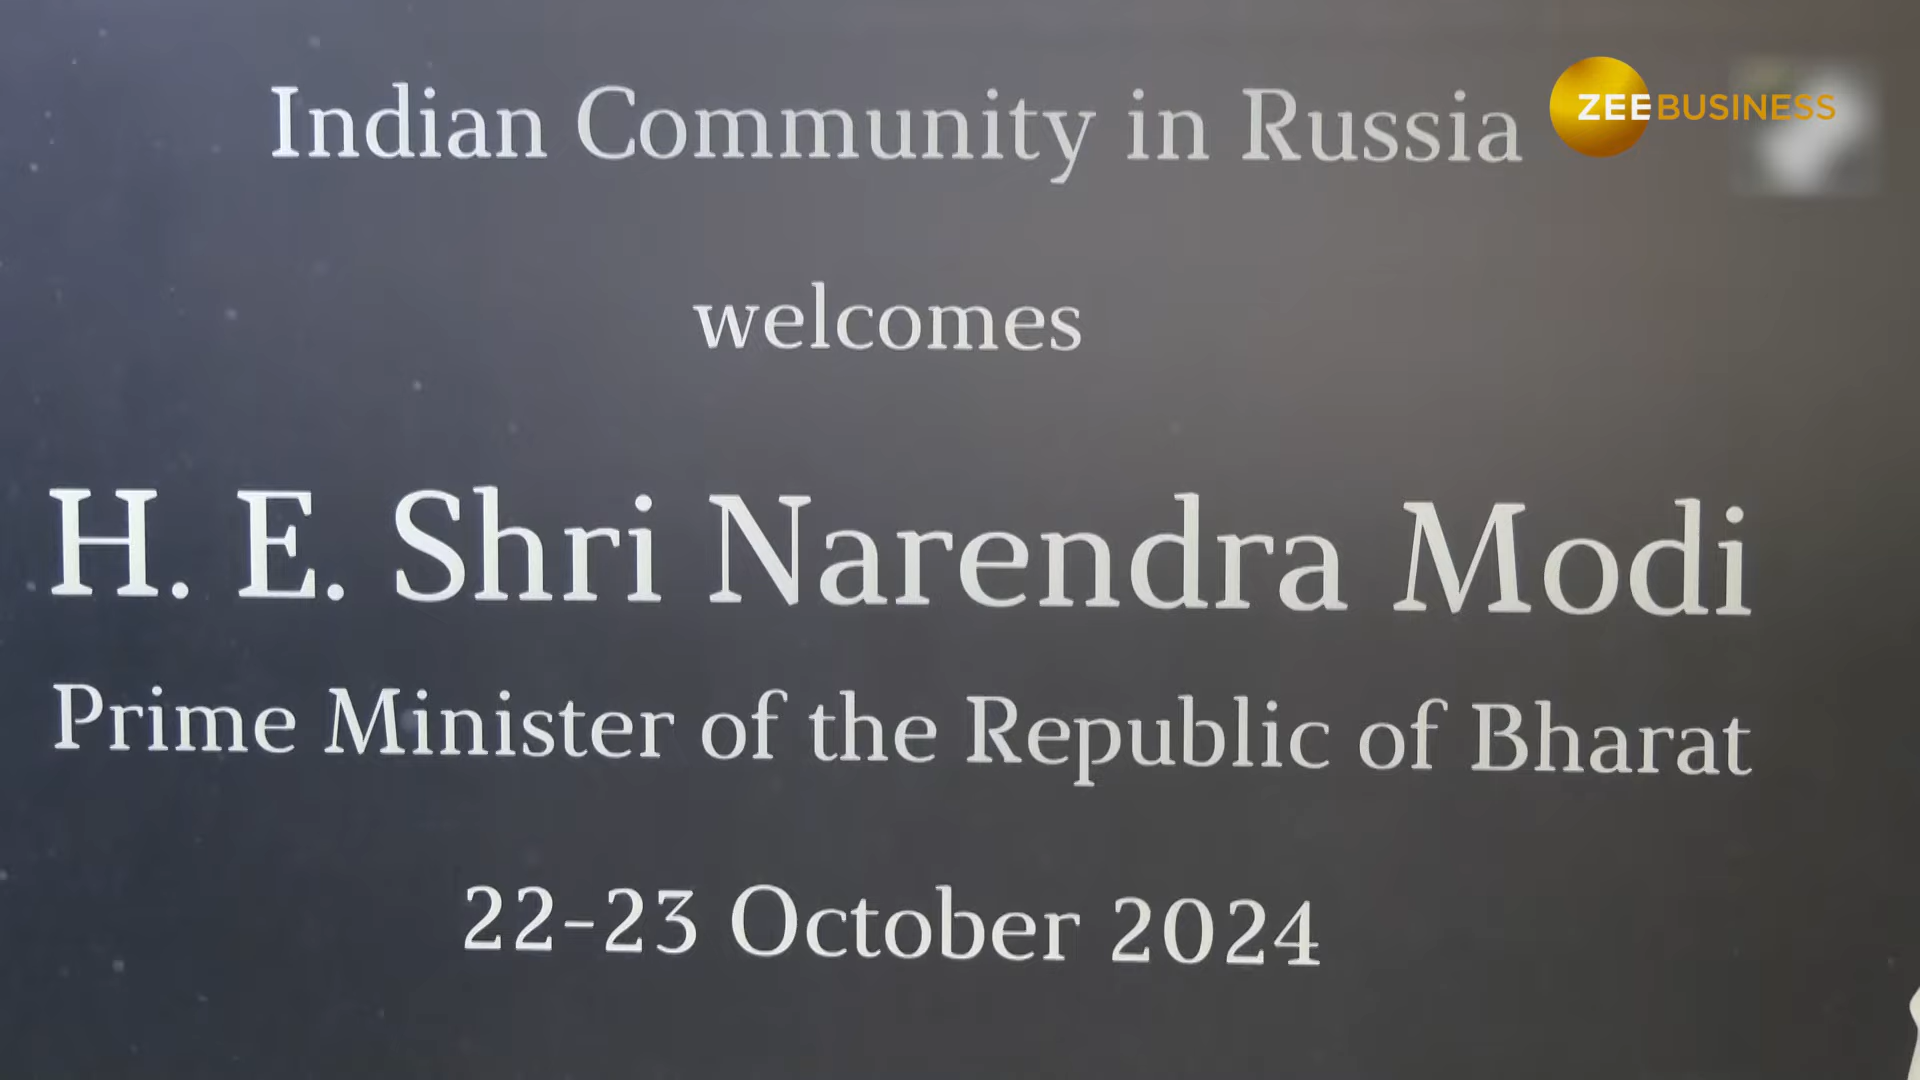 Indian Community in Russia
ZEEBUSINESS
welcomes
H. E. Shri Narendra Modi
Prime Minister of the Republic of Bharat
22-23 October 2024